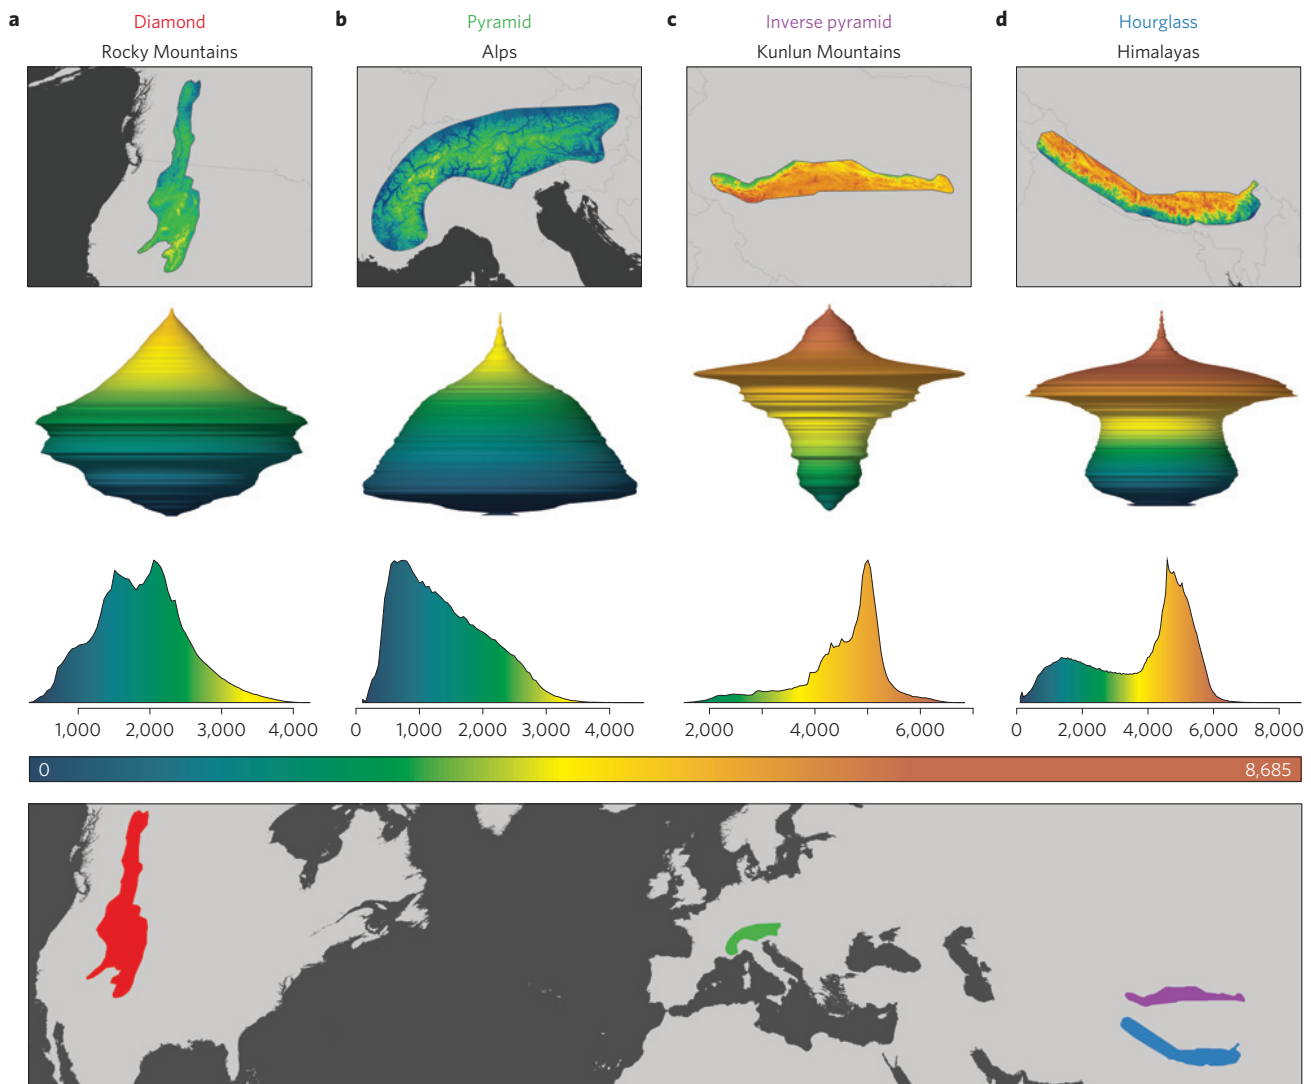 a Diamond b Pyramid c Inverse pyramid d Hourglass
Rocky Mountains Alps Kunlun Mountains Himalayas
1,000 2,000 3,000 4,000 0 1,000 2,000 3,000 4,000 2,000 4,000 6,000 0 2,000 4,000 6,000 8,000
0 8,685